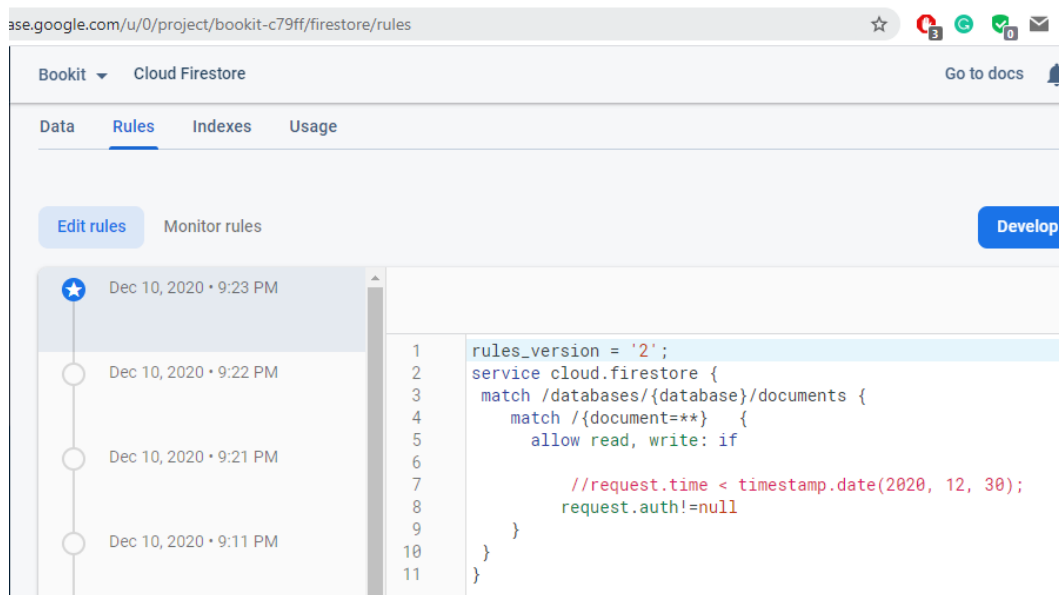 ase.google.com/u/0/project/bookit-c79ff/firestore/rules
3
0
Bookit Cloud Firestore Go to docs
Data Rules Indexes Usage
Edit rules Monitor rules Develop
Dec 10, 2020 • 9:23 PM
Dec 10, 2020 • 9:22 PM
Dec 10, 2020 • 9:21 PM
Dec 10, 2020 • 9:11 PM
1 rules_version = '2';
2 service cloud.firestore {
3 match /databases/{database}/documents {
4 match /{document=**} {
5 allow read, write: if
6
7 //request.time < timestamp.date(2020, 12, 30);
8 request.auth!=null
9 }
10 }
11 }